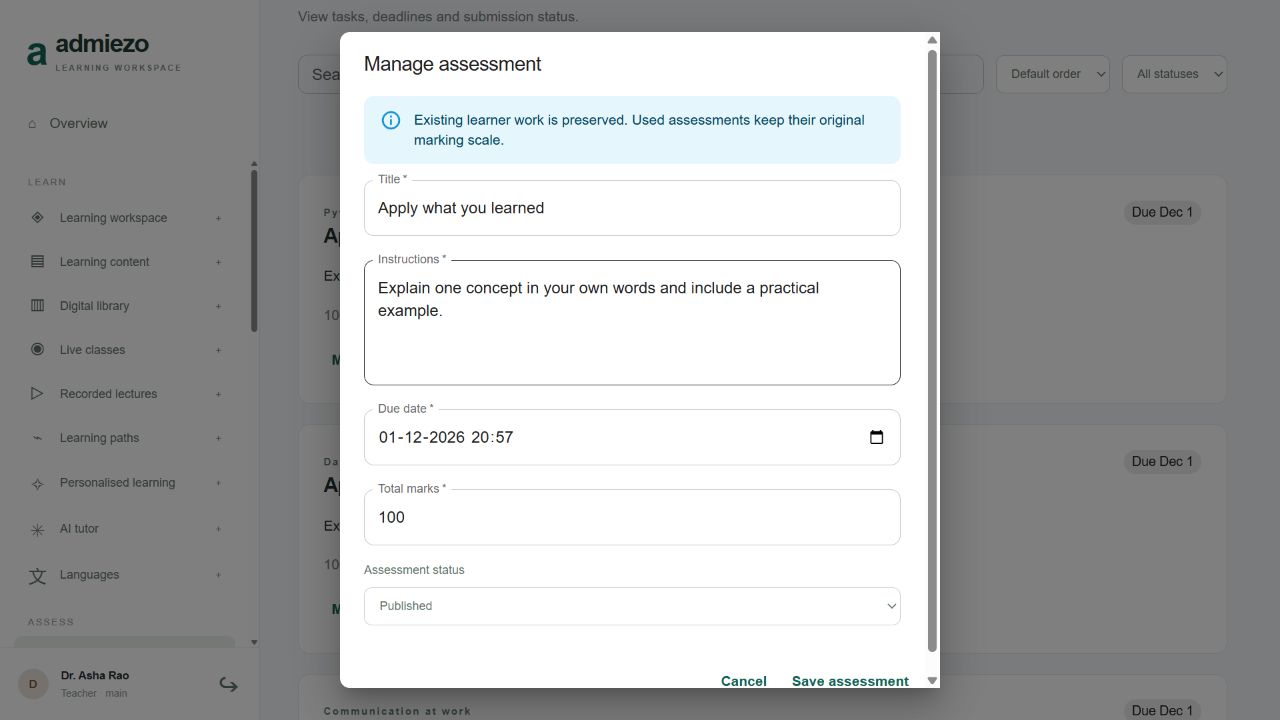 admiezo
LEARNING WORKSPACE
Overview
LEARN
Learning workspace
Learning content
Digital library
Live classes
Recorded lectures
Learning paths
Personalised learning
AI tutor
Languages
ASSESS
D
Dr. Asha Rao
Teacher · main
View tasks, deadlines and submission status.
Default order
All statuses
Due Dec 1
Due Dec 1
Communication at work
Due Dec 1
Manage assessment
Existing learner work is preserved. Used assessments keep their original
marking scale.
Title *
Apply what you learned
Instructions *
Explain one concept in your own words and include a practical
example.
Due date *
01-12-2026 20:57
Total marks *
100
Assessment status
Published
Cancel
Save assessment